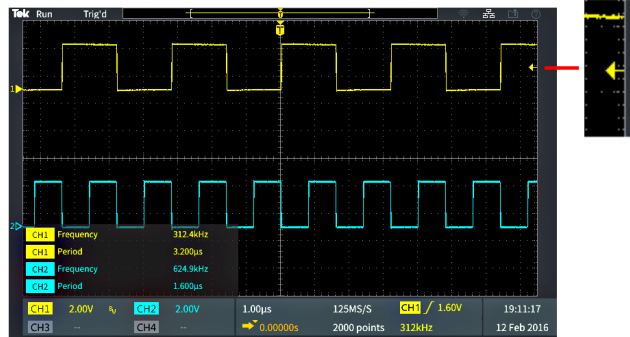 Tek Run Trig'd
T
1
2
CH1 Frequency 312.4kHz
CH1 Period 3.200µs
CH2 Frequency 624.9kHz
CH2 Period 1.600µs
CH1 2.00V CH2 2.00V 1.00µs 125MS/S CH1 1.60V 19:11:17
CH3 -- CH4 -- 0.00000s 2000 points 312kHz 12 Feb 2016